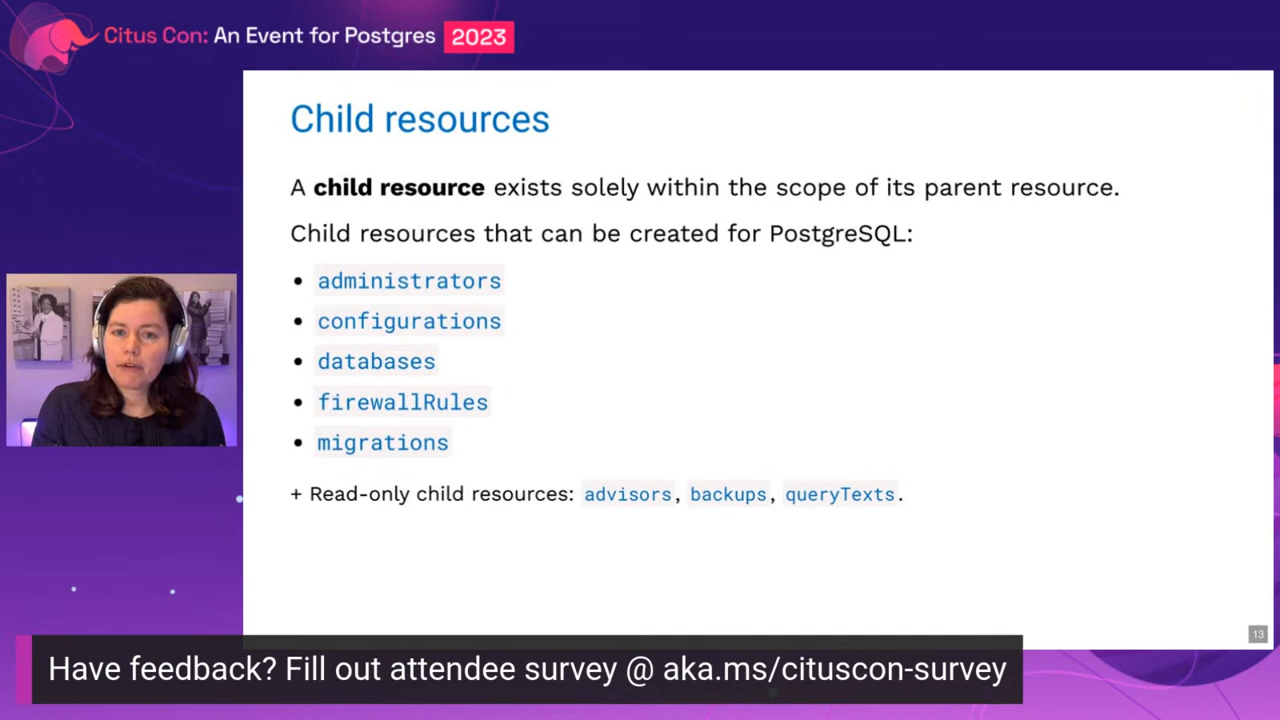 Citus Con: An Event for Postgres 2023
Child resources
A child resource exists solely within the scope of its parent resource.
Child resources that can be created for PostgreSQL:
• administrators
• configurations
• databases
• firewallRules
• migrations
+ Read-only child resources: advisors, backups, queryTexts.
13
Have feedback? Fill out attendee survey @ aka.ms/cituscon-survey